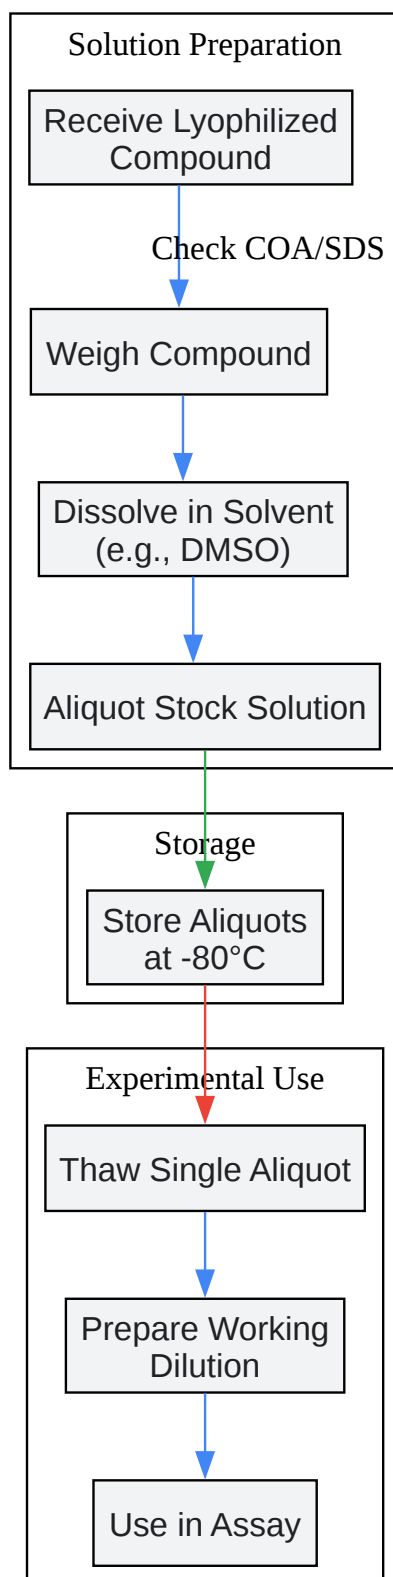 Solution Preparation
Receive Lyophilized
Compound
Check COA/SDS
Weigh Compound
Dissolve in Solvent
(e.g., DMSO)
Aliquot Stock Solution
Storage
Store Aliquots
at -80°C
Experimental Use
Thaw Single Aliquot
Prepare Working
Dilution
Use in Assay